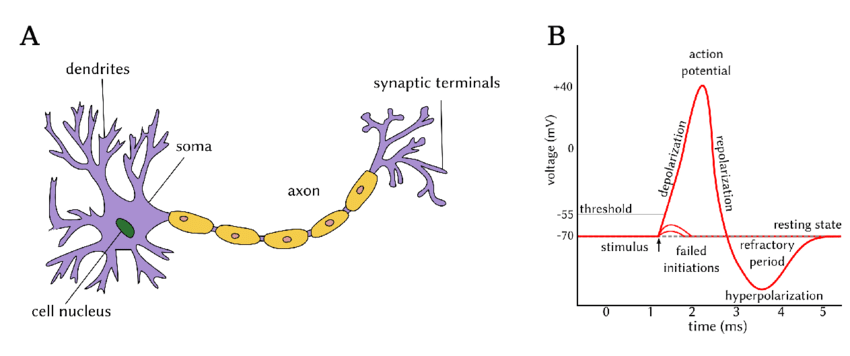 A
dendrites
synaptic terminals
soma
axon
cell nucleus
B
action
potential
+40
voltage (mV)
0
depolarization
repolarization
-55
threshold
-70
resting state
stimulus
failed
initiations
refractory
period
hyperpolarization
0 1 2 3 4 5
time (ms)